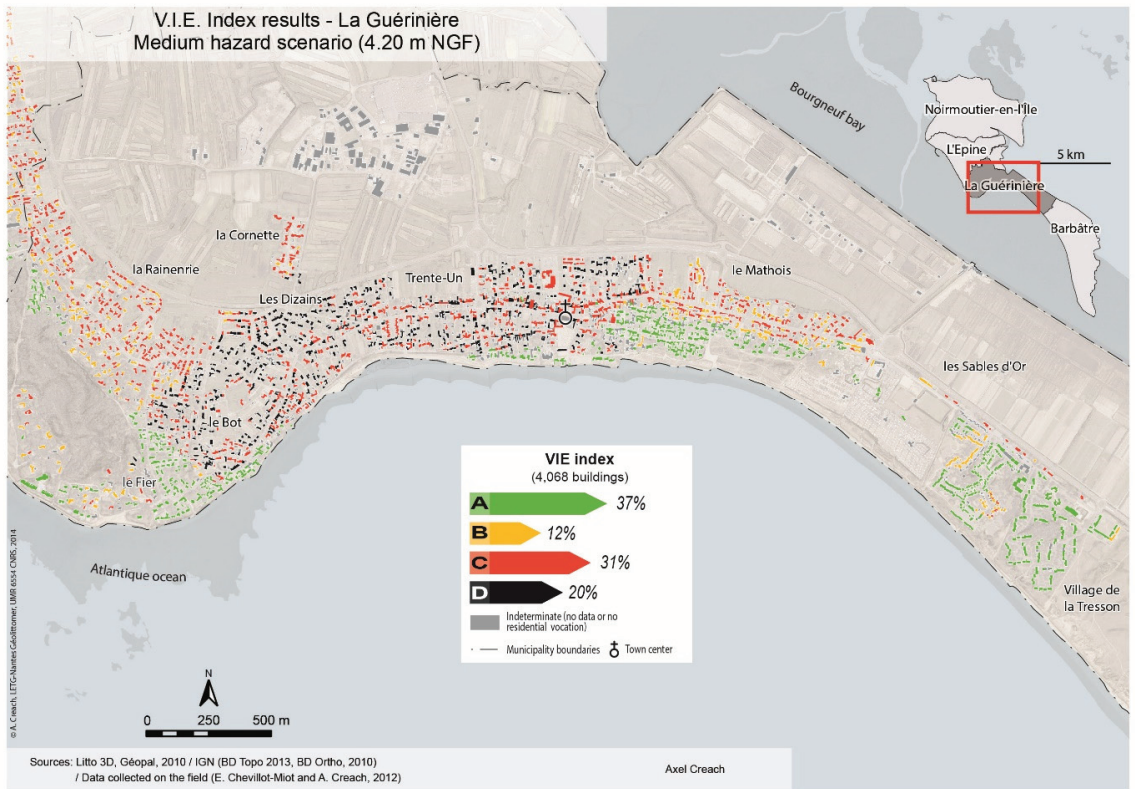 V.I.E. Index results - La Guérinière
Medium hazard scenario (4.20 m NGF)
Bourgneuf bay
Noirmoutier-en-l'Île
L'Epine
5 km
La Guérinière
Barbâtre
la Cornette
la Rainenrie
Trente-Un
le Mathois
Les Dizains
les Sables d'Or
le Bot
le Fier
VIE index
(4,068 buildings)
A 37%
B 12%
C 31%
D 20%
Indeterminate (no data or no
residential vocation)
Municipality boundaries Town center
Atlantique ocean
Village de
la Tresson
N
0 250 500 m
© A. Creach, LETG-Nantes Géolittomer, UMR 6554 CNRS, 2014
Sources: Litto 3D, Géopal, 2010 / IGN (BD Topo 2013, BD Ortho, 2010)
/ Data collected on the field (E. Chevillot-Miot and A. Creach, 2012)
Axel Creach